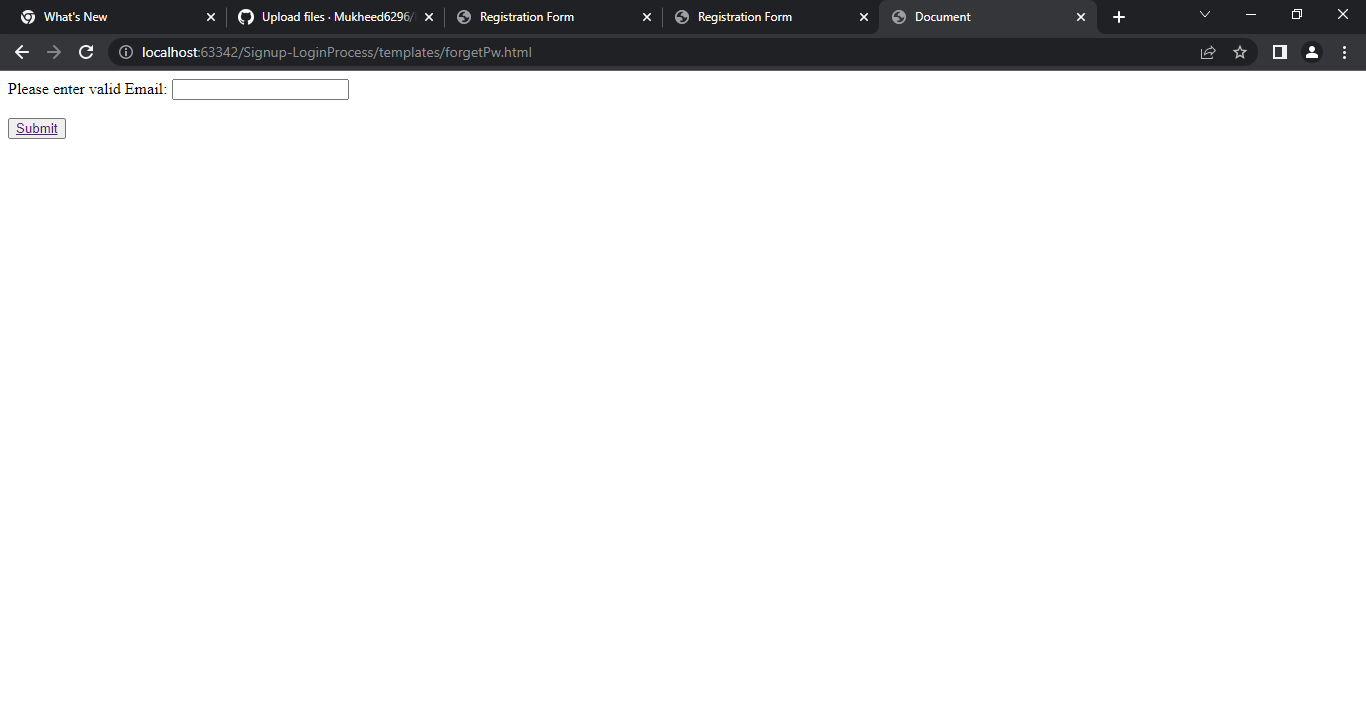 What's New
Upload files · Mukheed6296/
Registration Form
Registration Form
Document
localhost:63342/Signup-LoginProcess/templates/forgetPw.html
Please enter valid Email:
Submit